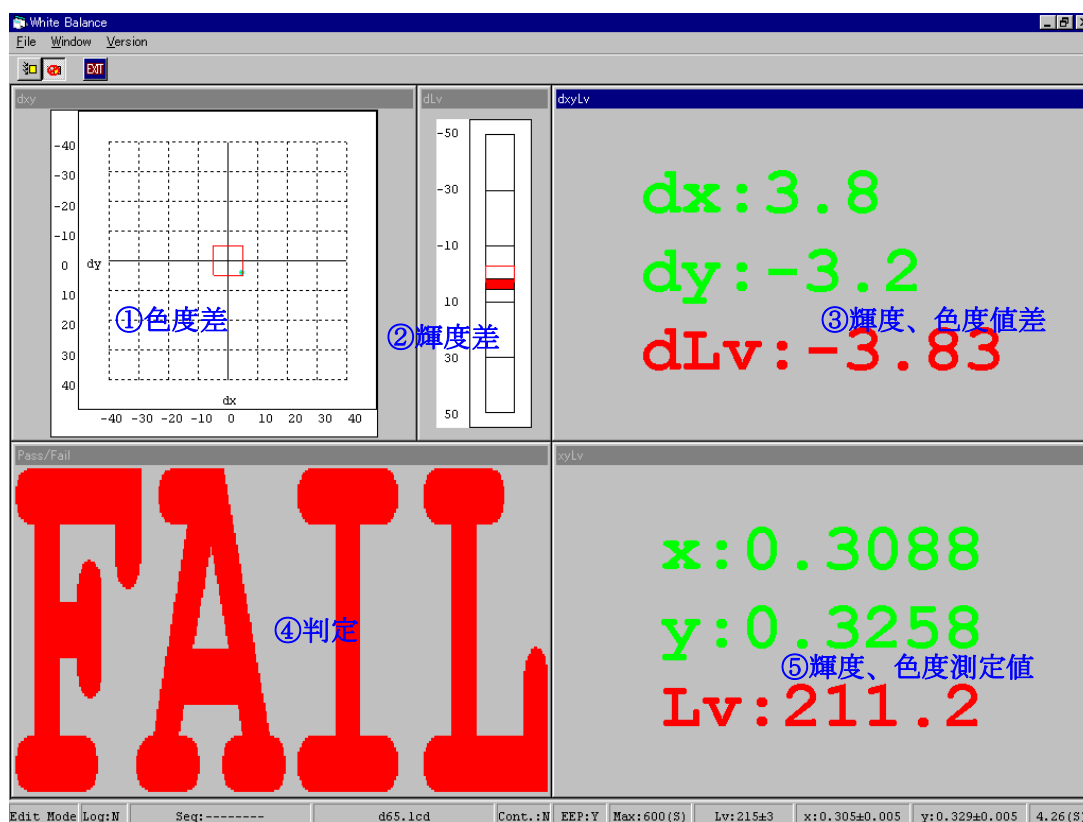 White Balance
File Window Version
EXIT
dxy
-40
-30
-20
-10
0 dy
10
20
30
40
dx
-40 -30 -20 -10 0 10 20 30 40
①色度差
dLv
-50
-30
-10
10
30
50
②輝度差
dxyLv
dx:3.8
dy:-3.2
dLv:-3.83
③輝度、色度値差
Pass/Fail
FAIL
④判定
xyLv
x:0.3088
y:0.3258
Lv:211.2
⑤輝度、色度測定値
Edit Mode Log:N Seq:-------- d65.lcd Cont.:N EEP:Y Max:600(S) Lv:215±3 x:0.305±0.005 y:0.329±0.005 4.26(S)